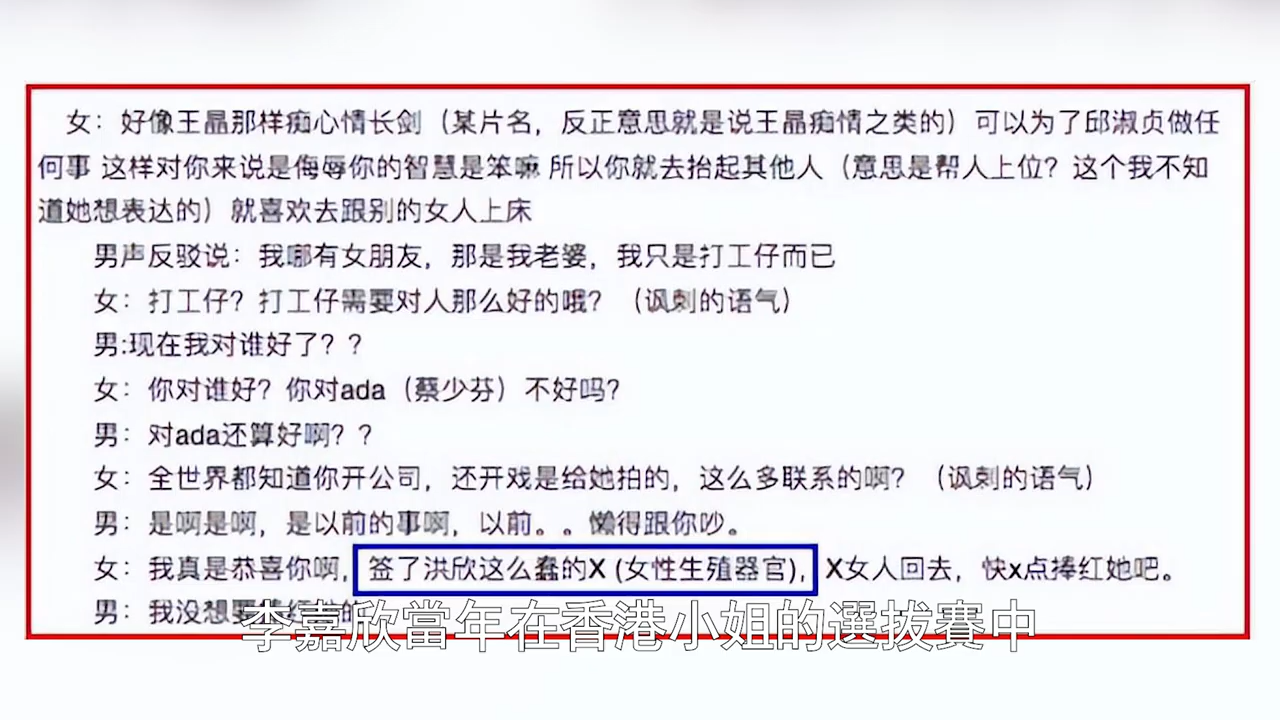 女：好像王晶那样痴心情长剑（某片名，反正意思就是说王晶痴情之类的）可以为了邱淑贞做任
何事 这样对你来说是侮辱你的智慧是笨嘛 所以你就去抬起其他人（意思是帮人上位？这个我不知
道她想表达的）就喜欢去跟别的女人上床
男声反驳说：我哪有女朋友，那是我老婆，我只是打工仔而已
女：打工仔？打工仔需要对人那么好的哦？（讽刺的语气）
男:现在我对谁好了？？
女：你对谁好？你对ada（蔡少芬）不好吗？
男：对ada还算好啊？？
女：全世界都知道你开公司，还开戏是给她拍的，这么多联系的啊？（讽刺的语气）
男：是啊是啊，是以前的事啊，以前。。懒得跟你吵。
女：我真是恭喜你啊，签了洪欣这么蠢的X (女性生殖器官)，X女人回去，快x点捧红她吧。
男：我没想要
李嘉欣當年在香港小姐的選拔賽中